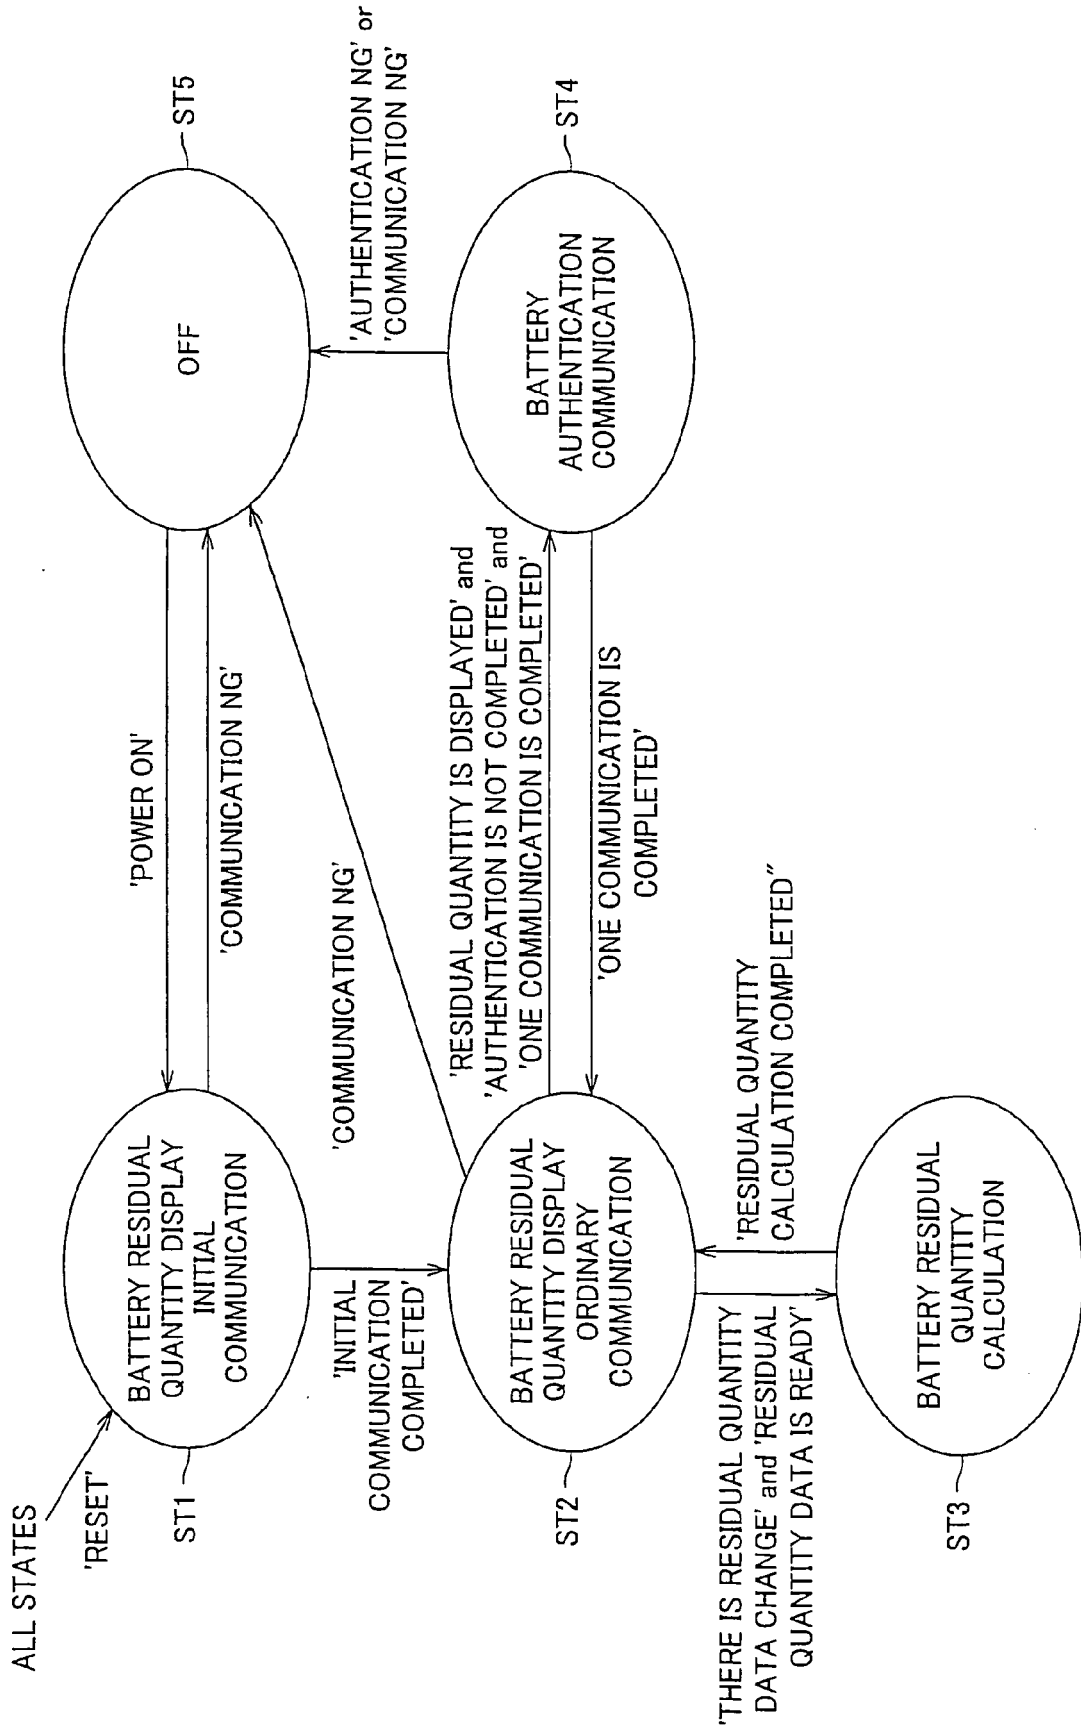 ALL STATES
'RESET'
ST1
BATTERY RESIDUAL
QUANTITY DISPLAY
INITIAL
COMMUNICATION
'POWER ON'
'COMMUNICATION NG'
OFF
ST5
'INITIAL
COMMUNICATION
COMPLETED'
'COMMUNICATION NG'
'AUTHENTICATION NG' or
'COMMUNICATION NG'
ST2
BATTERY RESIDUAL
QUANTITY DISPLAY
ORDINARY
COMMUNICATION
'RESIDUAL QUANTITY IS DISPLAYED' and
'AUTHENTICATION IS NOT COMPLETED' and
'ONE COMMUNICATION IS COMPLETED'
'ONE COMMUNICATION IS
COMPLETED'
BATTERY
AUTHENTICATION
COMMUNICATION
ST4
'THERE IS RESIDUAL QUANTITY
DATA CHANGE' and 'RESIDUAL
QUANTITY DATA IS READY'
'RESIDUAL QUANTITY
CALCULATION COMPLETED"
ST3
BATTERY RESIDUAL
QUANTITY
CALCULATION